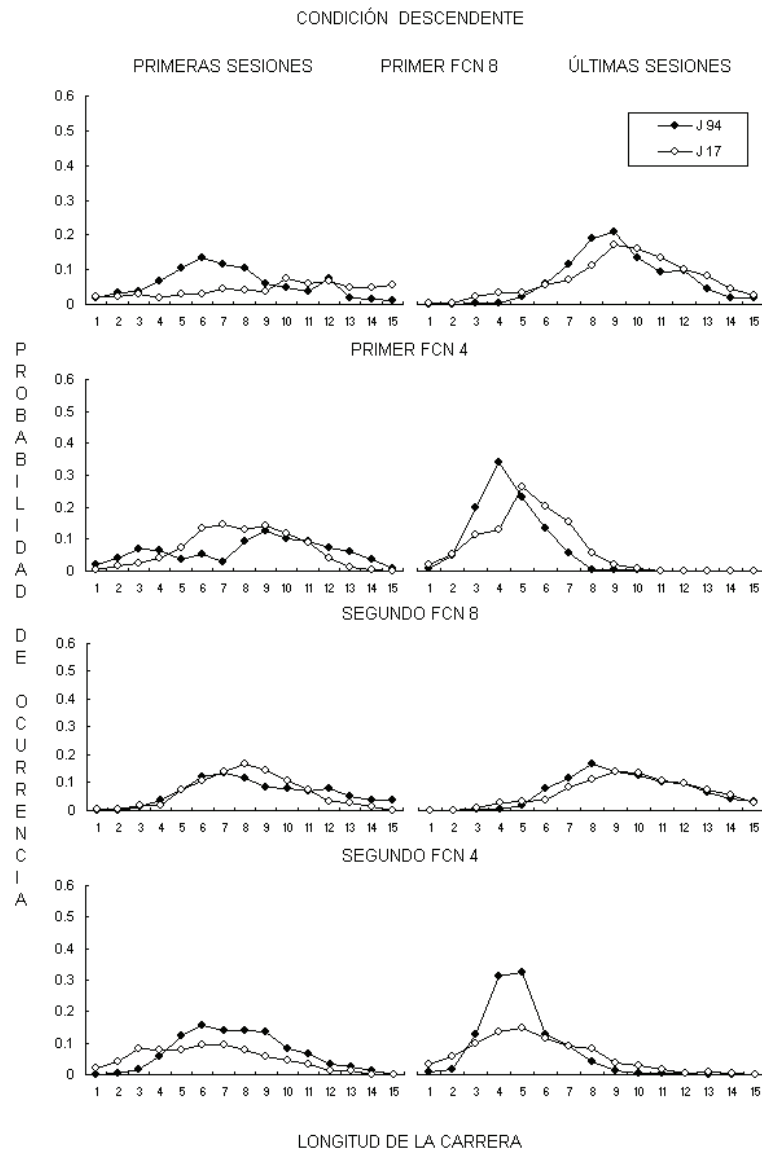 CONDICIÓN DESCENDENTE
PRIMERAS SESIONES PRIMER FCN 8 ÚLTIMAS SESIONES
0.6
0.5
0.4
0.3
0.2
0.1
0
J 94
J 17
1 2 3 4 5 6 7 8 9 10 11 12 13 14 15 1 2 3 4 5 6 7 8 9 10 11 12 13 14 15
PRIMER FCN 4
0.6
0.5
0.4
0.3
0.2
0.1
0
1 2 3 4 5 6 7 8 9 10 11 12 13 14 15 1 2 3 4 5 6 7 8 9 10 11 12 13 14 15
SEGUNDO FCN 8
0.6
0.5
0.4
0.3
0.2
0.1
0
1 2 3 4 5 6 7 8 9 10 11 12 13 14 15 1 2 3 4 5 6 7 8 9 10 11 12 13 14 15
SEGUNDO FCN 4
0.6
0.5
0.4
0.3
0.2
0.1
0
1 2 3 4 5 6 7 8 9 10 11 12 13 14 15 1 2 3 4 5 6 7 8 9 10 11 12 13 14 15
PROBABILIDAD DE OCURRENCIA
LONGITUD DE LA CARRERA